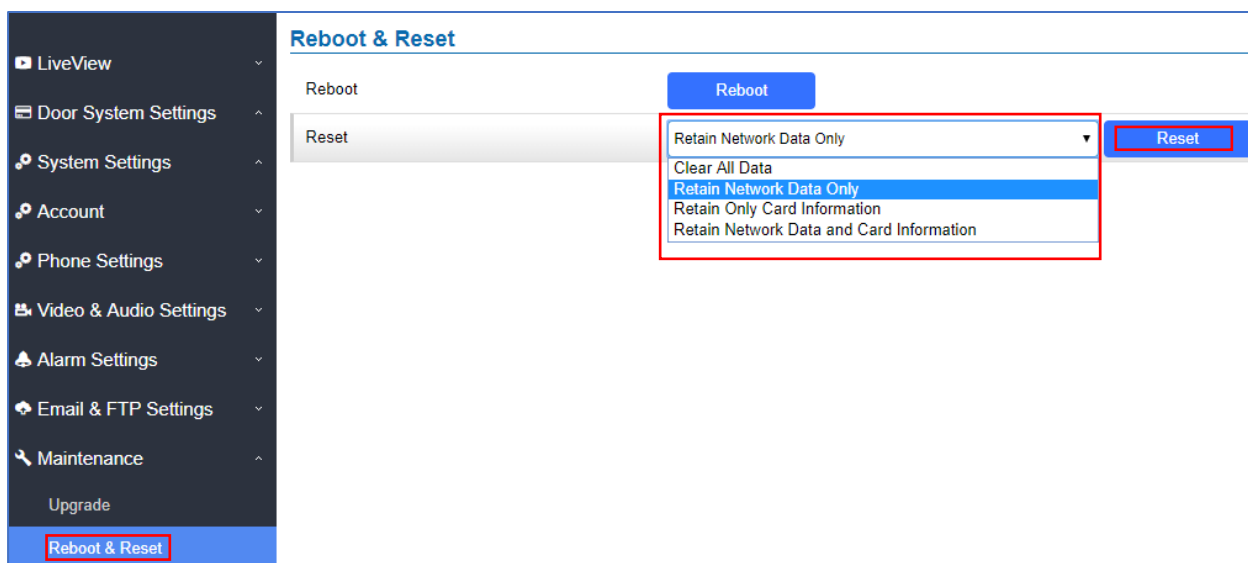 LiveView
Door System Settings
System Settings
Account
Phone Settings
Video & Audio Settings
Alarm Settings
Email & FTP Settings
Maintenance
Upgrade
Reboot & Reset
Reboot & Reset
Reboot
Reboot
Reset
Retain Network Data Only
Reset
Clear All Data
Retain Network Data Only
Retain Only Card Information
Retain Network Data and Card Information